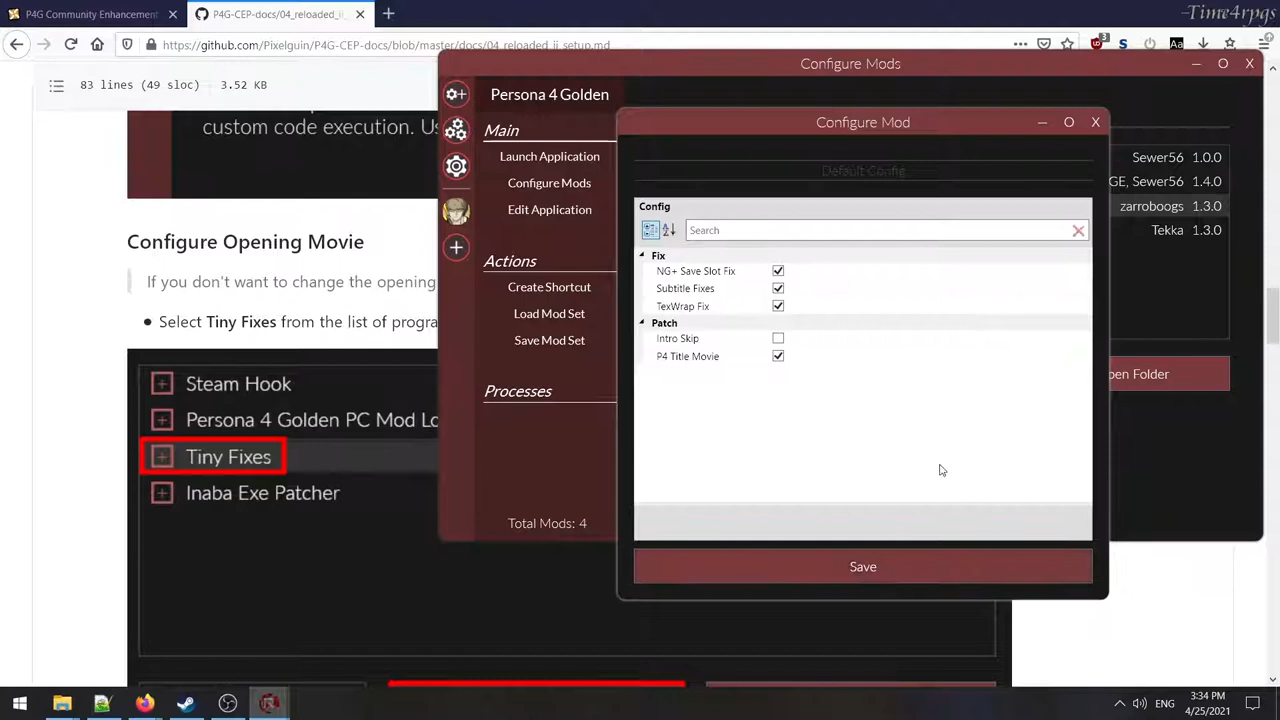 P4G Community Enhancement
P4G-CEP-docs/04_reloaded_ii_
Time4rpgs
https://github.com/Pixelguin/P4G-CEP-docs/blob/master/docs/04_reloaded_ii_setup.md
3
83 lines (49 sloc) 3.52 KB
custom code execution. Us
Configure Opening Movie
If you don't want to change the opening
Select Tiny Fixes from the list of progra
Steam Hook
Persona 4 Golden PC Mod Lo
Tiny Fixes
Inaba Exe Patcher
Configure Mods
Persona 4 Golden
Main
Launch Application
Configure Mods
Edit Application
Actions
Create Shortcut
Load Mod Set
Save Mod Set
Processes
Total Mods: 4
Sewer56 1.0.0
GE, Sewer56 1.4.0
zarroboogs 1.3.0
Tekka 1.3.0
pen Folder
Configure Mod
Default Config
Config
Search
Fix
NG+ Save Slot Fix
Subtitle Fixes
TexWrap Fix
Patch
Intro Skip
P4 Title Movie
Save
ENG
3:34 PM
4/25/2021